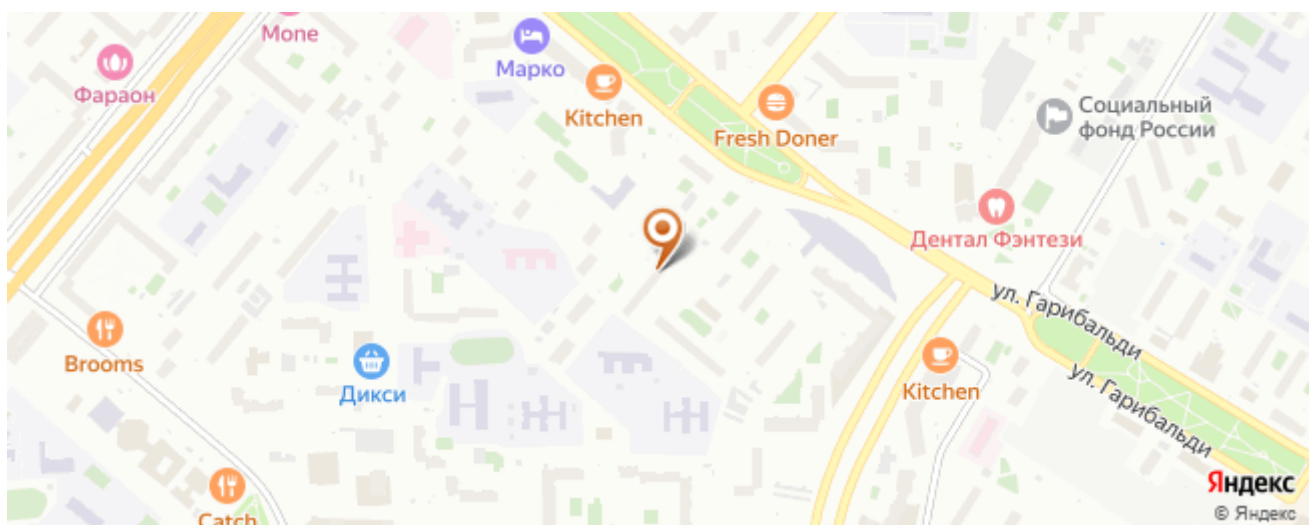 Mone
Фараон
Марко
Kitchen
Fresh Doner
Социальный
фонд России
Дентал Фэнтези
ул. Гарибальди
Brooms
Дикси
Kitchen
ул. Гарибальди
Catch
Яндекс
© Яндекс